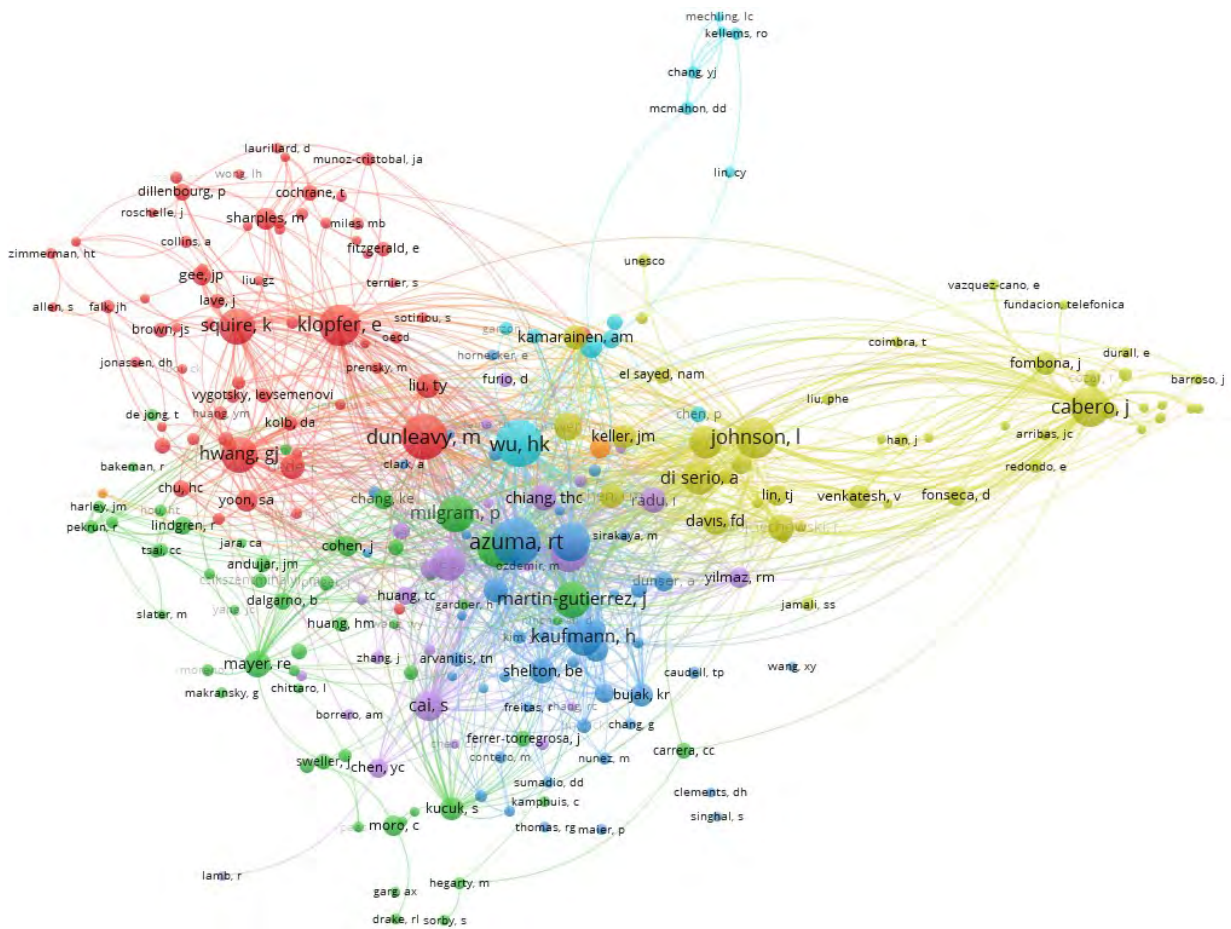 mechling, lc
kellems, ro
chang, yj
mcmahon, dd
laurillard, d
wong, lh
munoz-cristobal, ja
lin, cy
dillenbourg, p
cochrane, t
roschelle, j
sharples, m
miles, mb
collins, a
fitzgerald, e
zimmerman, ht
unesco
gee, jp
liu, gz
ternier, s
vazquez-cano, e
allen, s
falk, jh
lave, j
fundacion telefonica
brown, js
squire, k
klopfer, e
sotiriou, s
kamarainen, am
oecd
coimbra, t
durall, e
hornecker, e
fombona, j
jonassen, dh
prensky, m
el sayed, nam
furio, d
barroso, j
liu, ty
vygotsky, levsemenovi
liu, phe
cabero, j
de jong, t
huang, ym
kolb, da
chen, p
dunleavy, m
wu, hk
keller, jm
johnson, l
han, j
arribas, jc
hwang, gj
bakeman, r
clark, a
redondo, e
chu, hc
di serio, a
yoon, sa
chang, ke
chiang, thc
radu, i
lin, tj
venkatesh, v
fonseca, d
harley, jm
milgram, p
pekrun, r
lindgren, r
davis, fd
jara, ca
cohen, j
azuma, rt
sirakaya, m
tsai, cc
andujar, jm
ozdemir, m
huang, tc
dunser, a
yilmaz, rm
dalgarno, b
gardner, h
martin-gutierrez, j
slater, m
jamali, ss
huang, hm
kaufmann, h
mayer, re
zhang, j
arvanitis, tn
shelton, be
caudell, tp
wang, xy
makransky, g
chittaro, l
bujak, kr
borrero, am
cai, s
freitas, r
chang, g
ferrer-torregrosa, j
carrera, cc
sweller, j
chen, yc
contero, m
nunez, m
sumadio, dd
clements, dh
kucuk, s
kamphuis, c
singhal, s
moro, c
thomas, rg
maier, p
lamb, r
hegarty, m
garg, ax
drake, rl
sorby, s